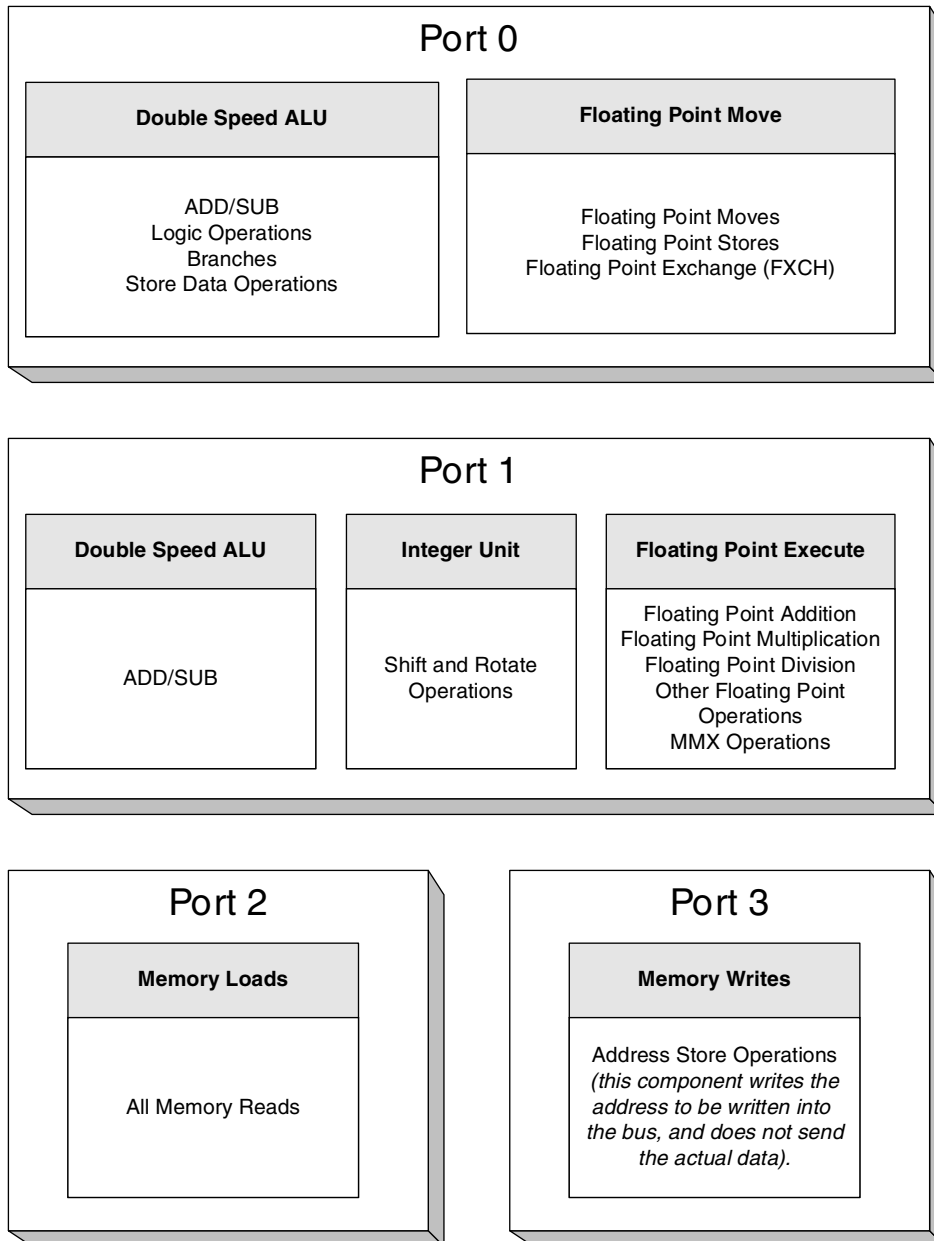 Port 0
Double Speed ALU
ADD/SUB
Logic Operations
Branches
Store Data Operations
Floating Point Move
Floating Point Moves
Floating Point Stores
Floating Point Exchange (FXCH)
Port 1
Double Speed ALU
ADD/SUB
Integer Unit
Shift and Rotate
Operations
Floating Point Execute
Floating Point Addition
Floating Point Multiplication
Floating Point Division
Other Floating Point
Operations
MMX Operations
Port 2
Memory Loads
All Memory Reads
Port 3
Memory Writes
Address Store Operations
(this component writes the
address to be written into
the bus, and does not send
the actual data).